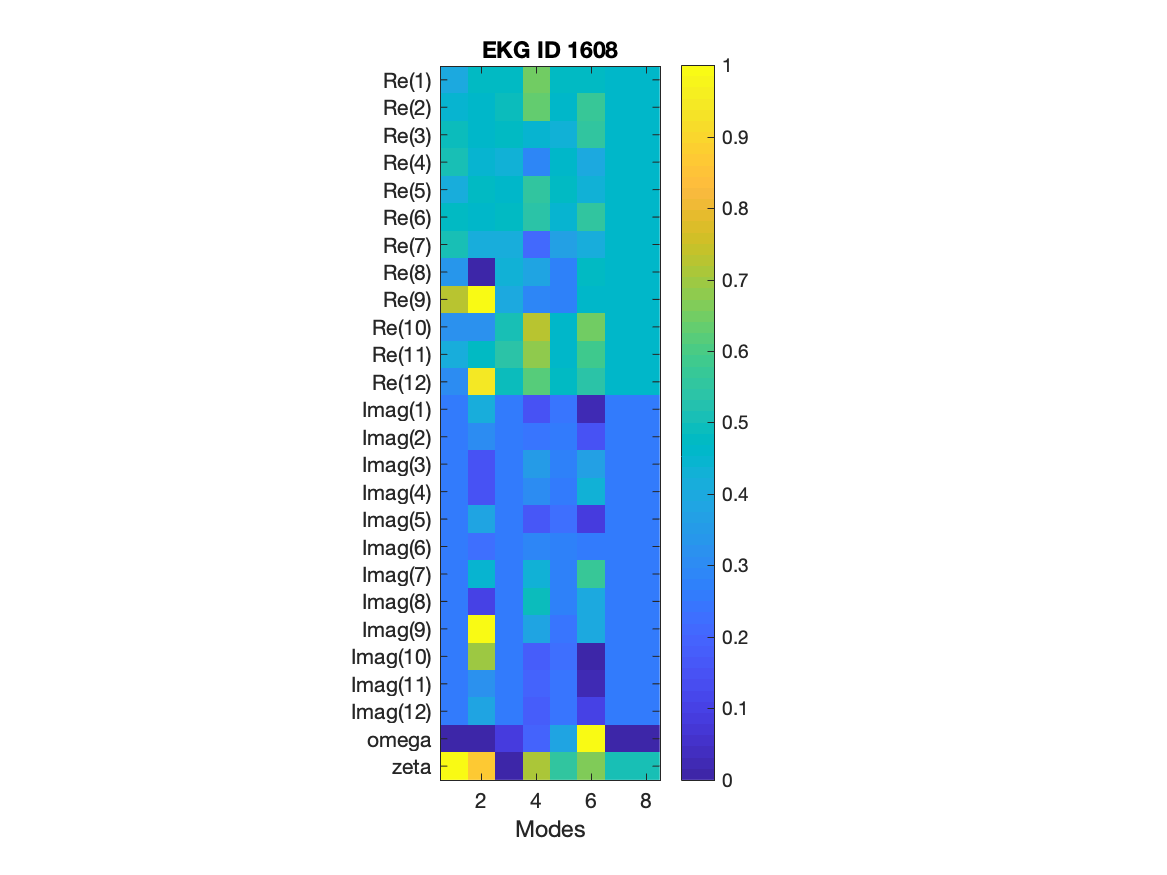 EKG ID 1608
Re(1)
Re(2)
Re(3)
Re(4)
Re(5)
Re(6)
Re(7)
Re(8)
Re(9)
Re(10)
Re(11)
Re(12)
Imag(1)
Imag(2)
Imag(3)
Imag(4)
Imag(5)
Imag(6)
Imag(7)
Imag(8)
Imag(9)
Imag(10)
Imag(11)
Imag(12)
omega
zeta
2 4 6 8
Modes
1
0.9
0.8
0.7
0.6
0.5
0.4
0.3
0.2
0.1
0